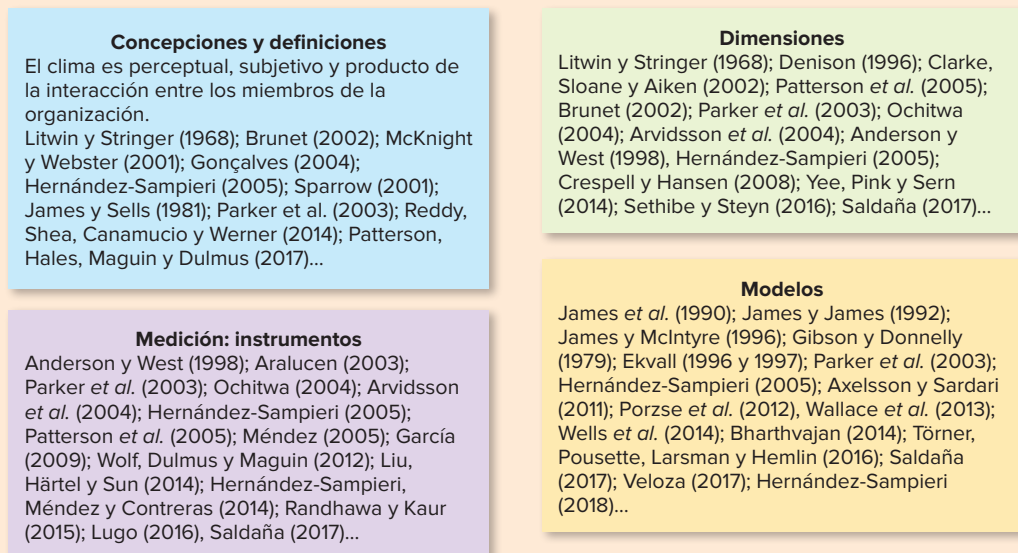 Concepciones y definiciones
El clima es perceptual, subjetivo y producto de
la interacción entre los miembros de la
organización.
Litwin y Stringer (1968); Brunet (2002); McKnight
y Webster (2001); Gonçalves (2004);
Hernández-Sampieri (2005); Sparrow (2001);
James y Sells (1981); Parker et al. (2003); Reddy,
Shea, Canamucio y Werner (2014); Patterson,
Hales, Maguin y Dulmus (2017)...
Medición: instrumentos
Anderson y West (1998); Aralucen (2003);
Parker et al. (2003); Ochitwa (2004); Arvidsson
et al. (2004); Hernández-Sampieri (2005);
Patterson et al. (2005); Méndez (2005); García
(2009); Wolf, Dulmus y Maguin (2012); Liu,
Härtel y Sun (2014); Hernández-Sampieri,
Méndez y Contreras (2014); Randhawa y Kaur
(2015); Lugo (2016), Saldaña (2017)...
Dimensiones
Litwin y Stringer (1968); Denison (1996); Clarke,
Sloane y Aiken (2002); Patterson et al. (2005);
Brunet (2002); Parker et al. (2003); Ochitwa
(2004); Arvidsson et al. (2004); Anderson y
West (1998), Hernández-Sampieri (2005);
Crespell y Hansen (2008); Yee, Pink y Sern
(2014); Sethibe y Steyn (2016); Saldaña (2017)...
Modelos
James et al. (1990); James y James (1992);
James y McIntyre (1996); Gibson y Donnelly
(1979); Ekvall (1996 y 1997); Parker et al. (2003);
Hernández-Sampieri (2005); Axelsson y Sardari
(2011); Porzse et al. (2012), Wallace et al. (2013);
Wells et al. (2014); Bharthvajan (2014); Törner,
Pousette, Larsman y Hemlin (2016); Saldaña
(2017); Veloza (2017); Hernández-Sampieri
(2018)...